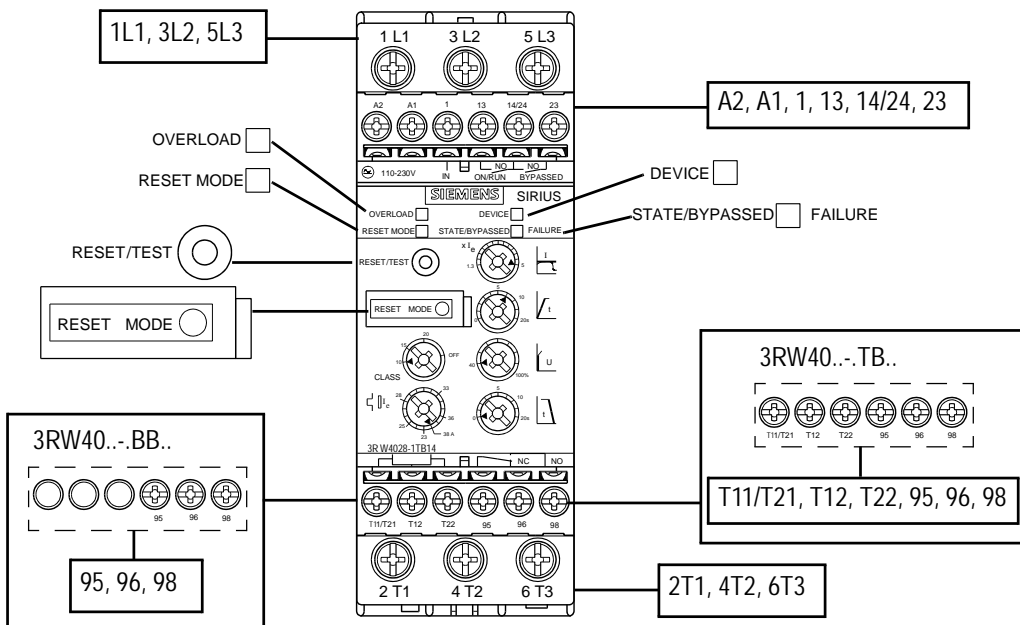 1L1, 3L2, 5L3
1 L1 3 L2 5 L3
A2 A1 1 13 14/24 23
A2, A1, 1, 13, 14/24, 23
NO NO
110-230V IN ON/RUN BYPASSED
OVERLOAD
RESET MODE
DEVICE
STATE/BYPASSED FAILURE
SIEMENS SIRIUS
OVERLOAD DEVICE
RESET MODE STATE/BYPASSED FAILURE
RESET/TEST
RESET/TEST
x Ie
1.3 5
I
t
RESET MODE
RESET MODE
5
10
0 20s
t
20
15
10
OFF
CLASS
40 100%
U
Ie
28 33
25 36
23 38 A
5
10
0 20s
t
3RW4028-1TB14
NC NO
T11/T21 T12 T22 95 96 98
2 T1 4 T2 6 T3
3RW40..-.BB..
95 96 98
95, 96, 98
3RW40..-.TB..
T11/T21 T12 T22 95 96 98
T11/T21, T12, T22, 95, 96, 98
2T1, 4T2, 6T3